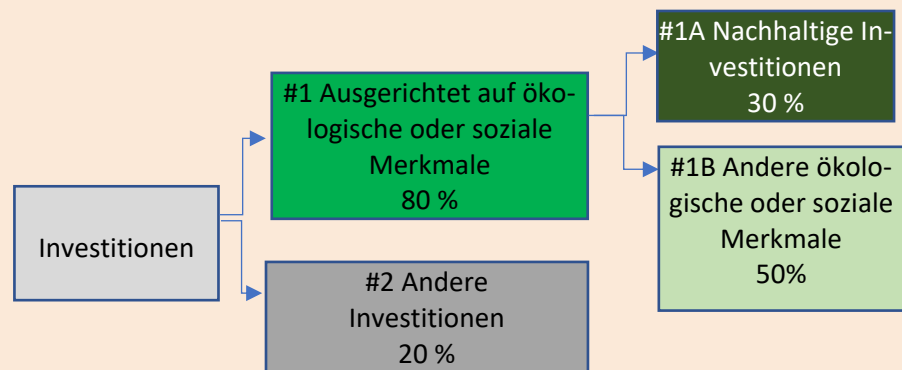 #1A Nachhaltige In-
vestitionen
30 %
#1 Ausgerichtet auf öko-
logische oder soziale
Merkmale
80 %
#1B Andere ökolo-
gische oder soziale
Merkmale
50%
Investitionen
#2 Andere
Investitionen
20 %